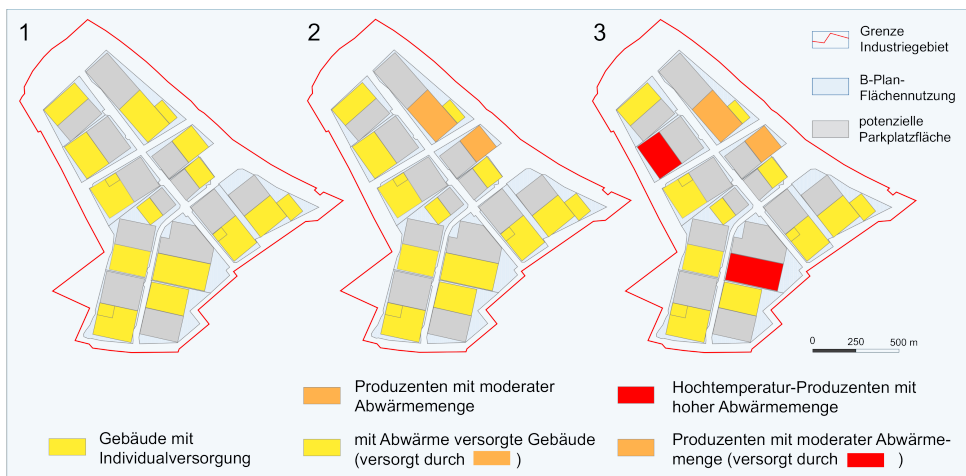 1
2
3
Grenze
Industriegebiet
B-Plan-
Flächennutzung
potenzielle
Parkplatzfläche
0 250 500 m
Produzenten mit moderater
Abwärmemenge
Hochtemperatur-Produzenten mit
hoher Abwärmemenge
Gebäude mit
Individualversorgung
mit Abwärme versorgte Gebäude
(versorgt durch )
Produzenten mit moderater Abwärme-
menge (versorgt durch )